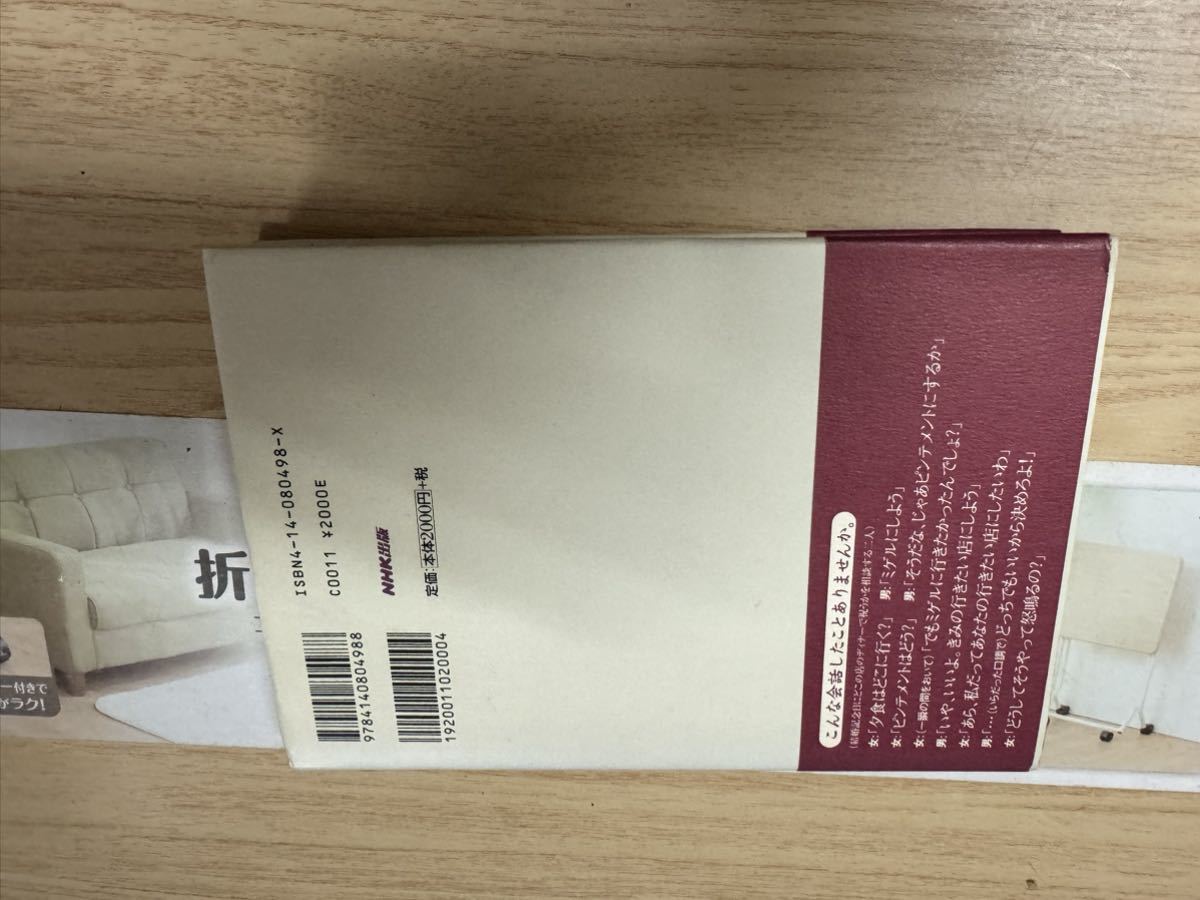 ISBN4-14-080498-X
C0011 ¥2000E
NHK出版
定価:本体2000円+税
9784140804988
1920011020004
こんな会話したことありませんか。
(結婚記念日にどこの店のディナーで祝うかを相談する二人)
女:「夕食はどこに行く?」 男:「ミゲルにしよう」
女:「ビンテメントはどう?」 男:「そうだな、じゃあビンテメントにするか」
女:(一瞬の間をおいて)「でもミゲルに行きたかったんでしょ?」
男:「いや、いいよ。きみの行きたい店にしよう」
女:「あら、私だってあなたの行きたい店にしたいわ」
男:「…(いらだった口調で)どっちでもいいから決めろよ!」
女:「どうしてそうやって怒鳴るの?」
折
ー付きで
がラク!